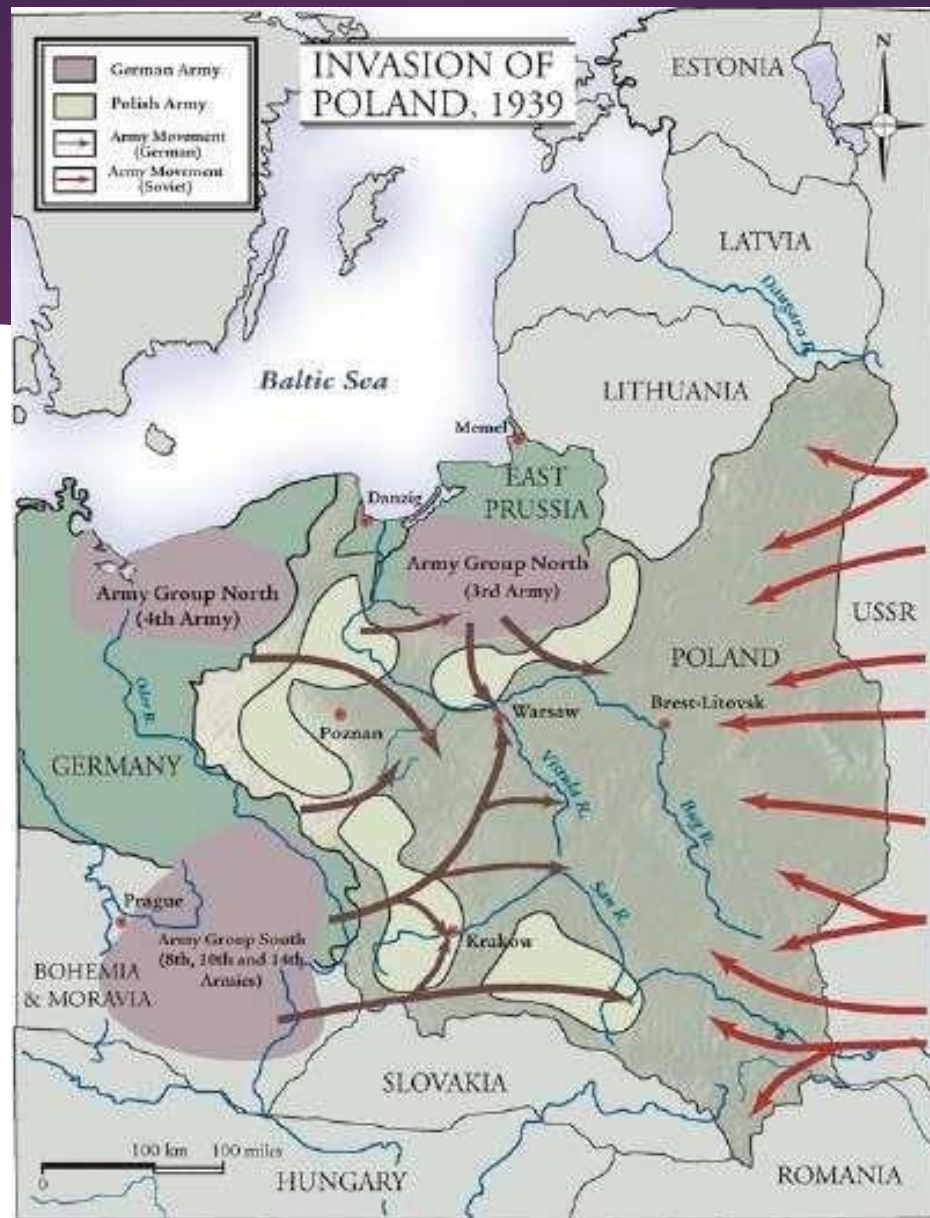 German Army
Polish Army
Army Movement
(German)
Army Movement
(Soviet)
INVASION OF
POLAND, 1939
N
ESTONIA
LATVIA
Daugara R.
LITHUANIA
Baltic Sea
Memel
EAST
PRUSSIA
Danzig
Army Group North
(4th Army)
Army Group North
(3rd Army)
USSR
POLAND
Oder R.
Brest-Litovsk
Warsaw
Poznan
GERMANY
Vistula R.
Bug R.
San R.
Prague
Army Group South
(8th, 10th and 14th
Armies)
Krakow
BOHEMIA
& MORAVIA
SLOVAKIA
100 km
100 miles
0
HUNGARY
ROMANIA